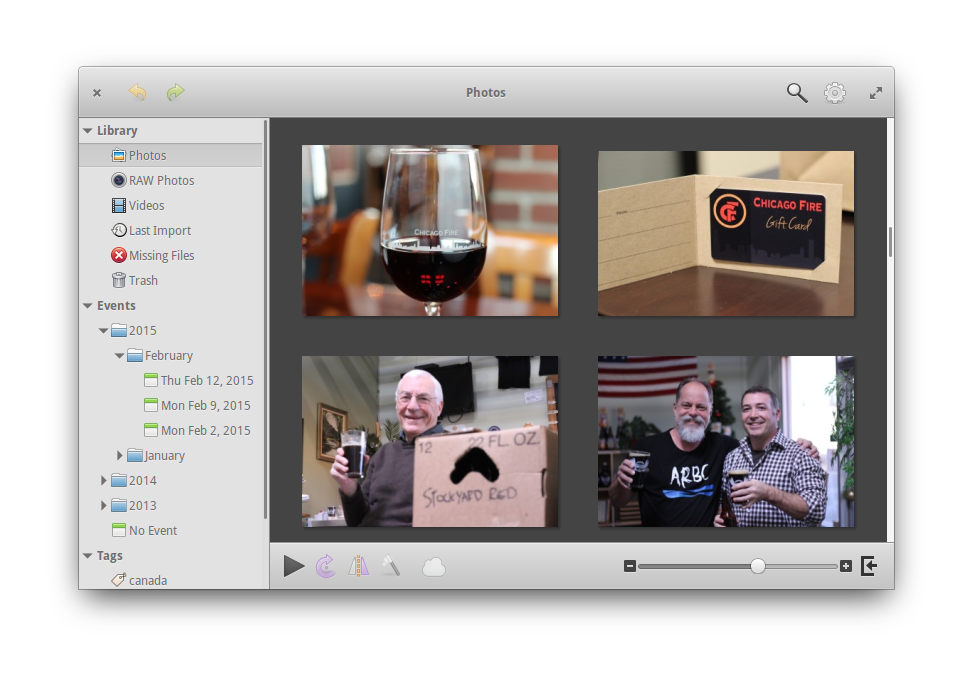 Photos
Library
Photos
RAW Photos
Videos
Last Import
Missing Files
Trash
Events
2015
February
Thu Feb 12, 2015
Mon Feb 9, 2015
Mon Feb 2, 2015
January
2014
2013
No Event
Tags
canada
CHICAGO FIRE
CHICAGO FIRE
Gift Card
12 22 FL. OZ.
STOCKYARD RED
ARBC